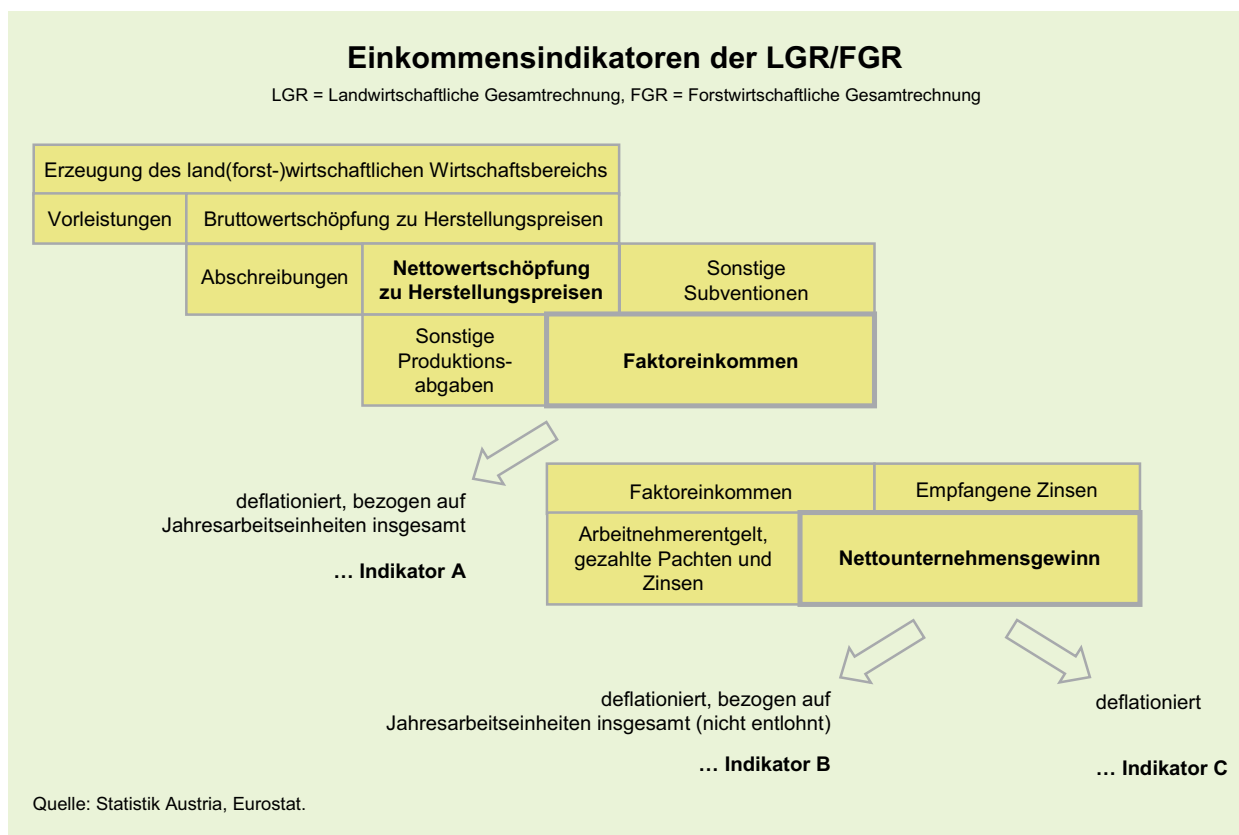 Einkommensindikatoren der LGR/FGR
LGR = Landwirtschaftliche Gesamtrechnung, FGR = Forstwirtschaftliche Gesamtrechnung
Erzeugung des land(forst-)wirtschaftlichen Wirtschaftsbereichs
Vorleistungen
Bruttowertschöpfung zu Herstellungspreisen
Abschreibungen
Nettowertschöpfung
zu Herstellungspreisen
Sonstige
Subventionen
Sonstige
Produktions-
abgaben
Faktoreinkommen
deflationiert, bezogen auf
Jahresarbeitseinheiten insgesamt
… Indikator A
Faktoreinkommen
Empfangene Zinsen
Arbeitnehmerentgelt,
gezahlte Pachten und
Zinsen
Nettounternehmensgewinn
deflationiert, bezogen auf
Jahresarbeitseinheiten insgesamt (nicht entlohnt)
… Indikator B
deflationiert
… Indikator C
Quelle: Statistik Austria, Eurostat.